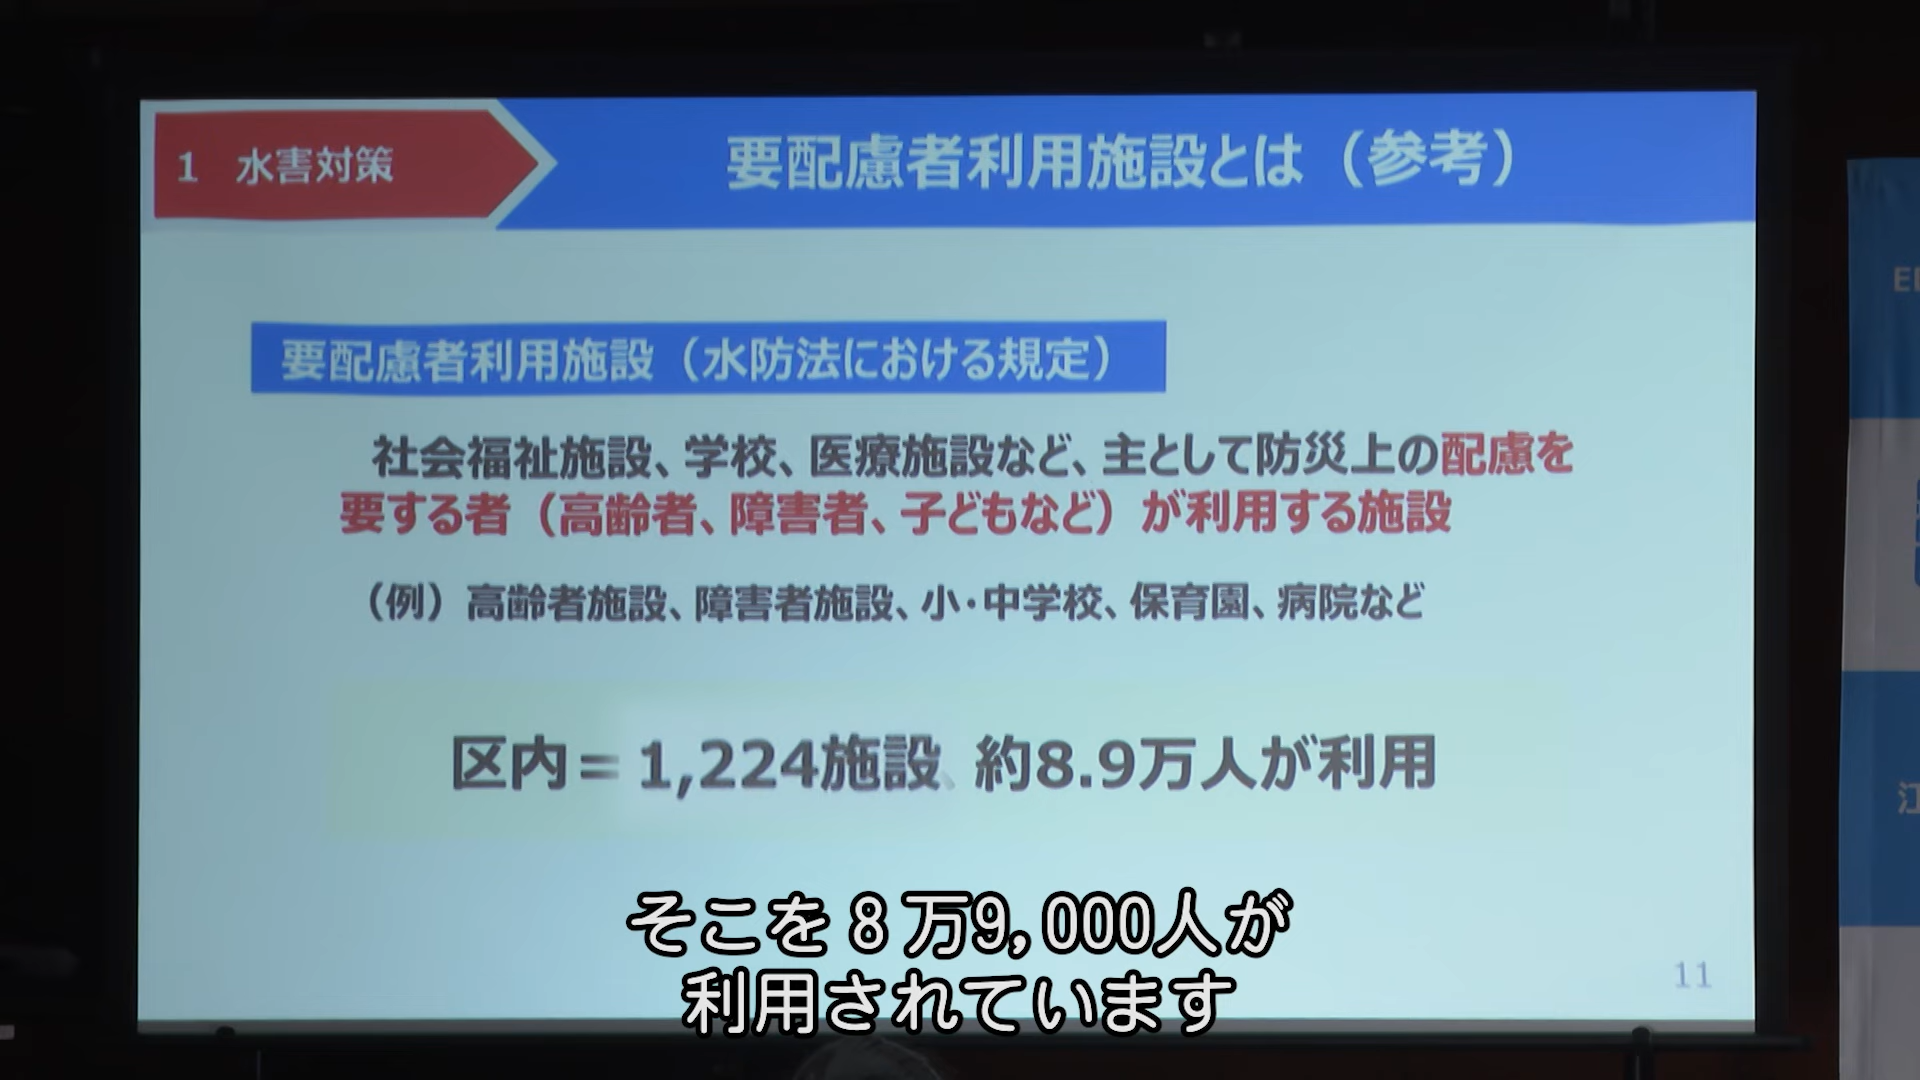 1 水害対策
要配慮者利用施設とは（参考）
要配慮者利用施設（水防法における規定）
社会福祉施設、学校、医療施設など、主として防災上の配慮を
要する者（高齢者、障害者、子どもなど）が利用する施設
（例）高齢者施設、障害者施設、小・中学校、保育園、病院など
区内＝1,224施設、約8.9万人が利用
そこを８万9,000人が
利用されています
11
江